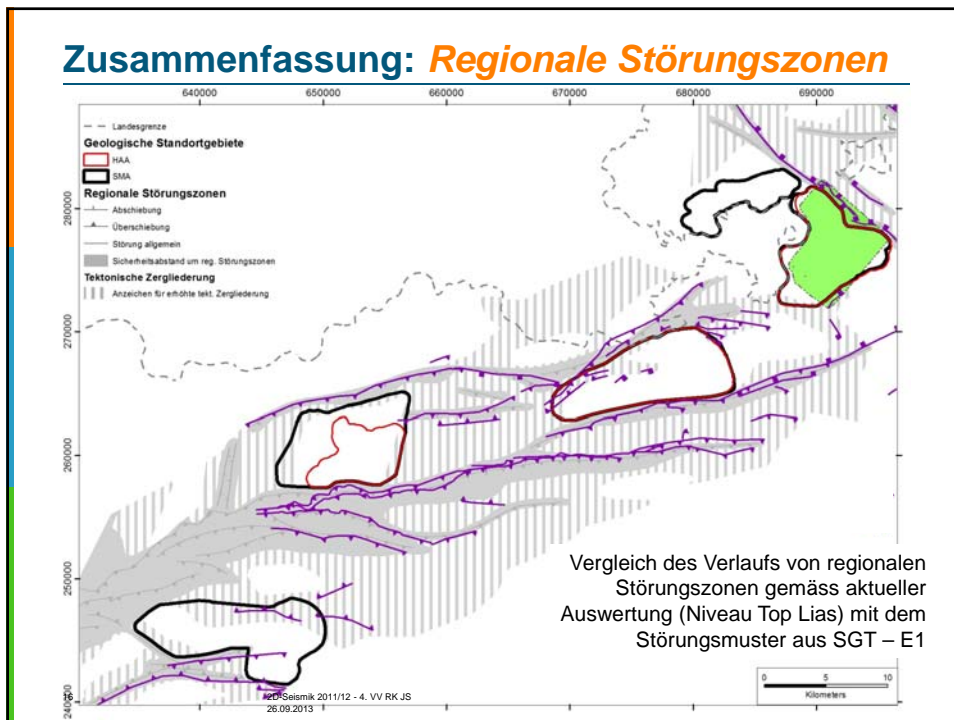 Zusammenfassung: Regionale Störungszonen
640000 650000 660000 670000 680000 690000
Landesgrenze
Geologische Standortgebiete
HAA
SMA
Regionale Störungszonen
Abschiebung
Überschiebung
Störung allgemein
Sicherheitsabstand um reg. Störungszonen
Tektonische Zergliederung
Anzeichen für erhöhte tekt. Zergliederung
280000
270000
260000
250000
240000
Vergleich des Verlaufs von regionalen
Störungszonen gemäss aktueller
Auswertung (Niveau Top Lias) mit dem
Störungsmuster aus SGT – E1
0 5 10
Kilometers
16
2D-Seismik 2011/12 - 4. VV RK JS
26.09.2013